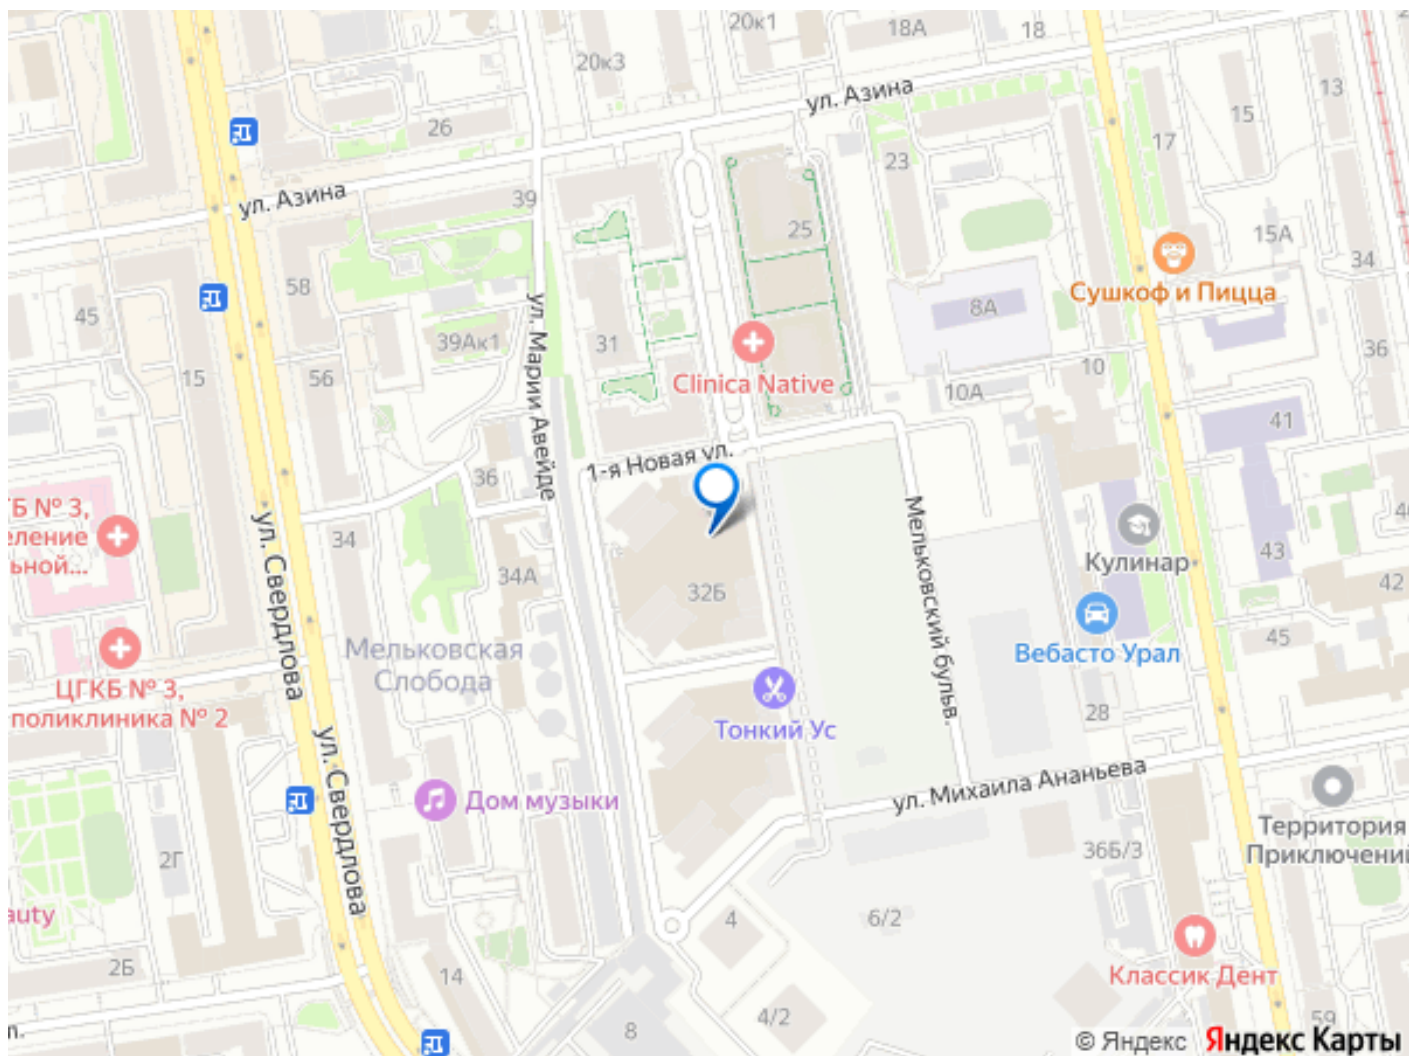 20к1
18А
18
20к3
ул. Азина
13
15
26
17
23
ул. Азина
39
25
15А
34
58
Сушкоф и Пицца
45
ул. Марии Авейде
8А
39Ак1
31
36
15
56
Clinica Native
10
10А
41
1-я Новая ул.
36
ГБ № 3,
еление
ьной...
ул. Свердлова
34
Мельковский бульв.
Кулинар
43
34А
32Б
42
Мельковская
Слобода
Вебасто Урал
45
ЦГКБ № 3,
поликлиника № 2
28
Тонкий Ус
ул. Свердлова
ул. Михаила Ананьева
Дом музыки
Территория
Приключений
2Г
36Б/3
auty
4
6/2
2Б
14
Классик Дент
4/2
8
59
© Яндекс Яндекс Карты